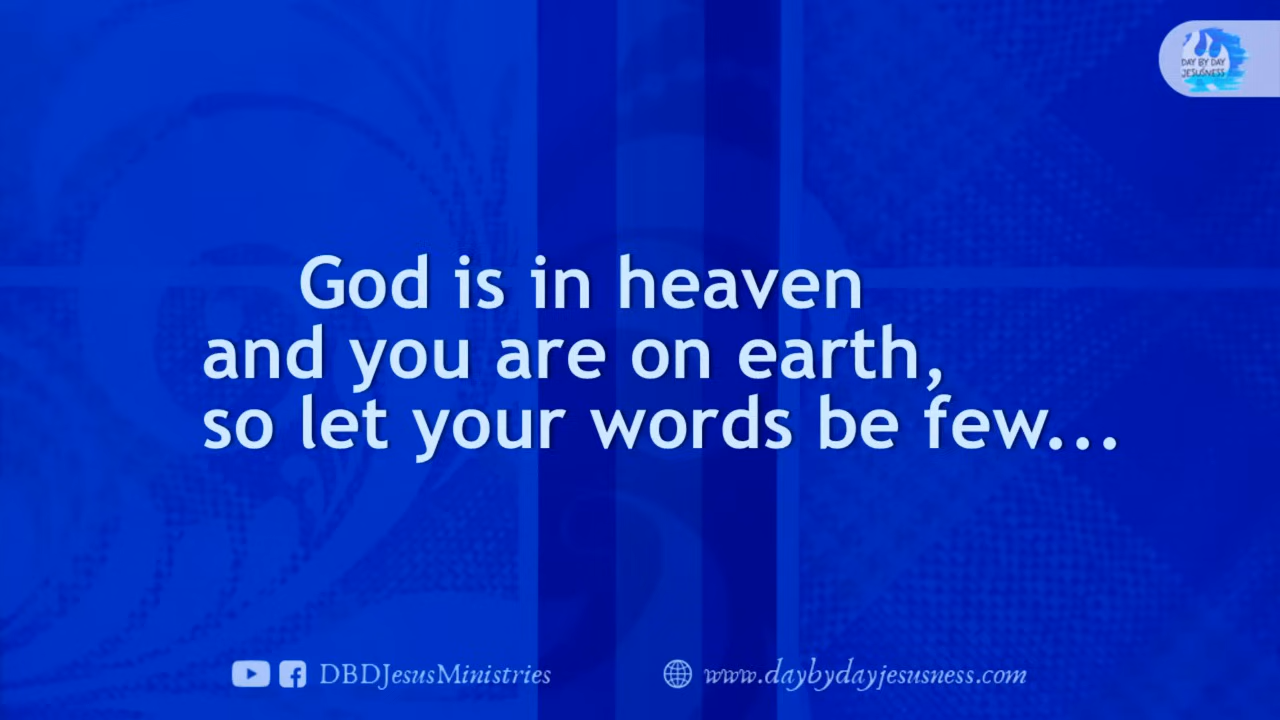 DAY BY DAY
JESUSNESS
God is in heaven
and you are on earth,
so let your words be few...
DBDJesusMinistries
www.daybydayjesusness.com